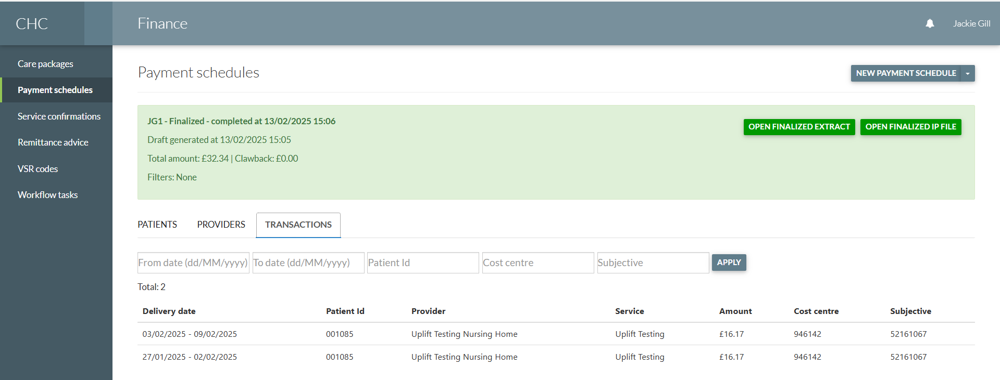 CHC
Finance
Jackie Gill
Care packages
Payment schedules
Service confirmations
Remittance advice
VSR codes
Workflow tasks
Payment schedules
NEW PAYMENT SCHEDULE
JG1 - Finalized - completed at 13/02/2025 15:06
OPEN FINALIZED EXTRACT
OPEN FINALIZED IP FILE
Draft generated at 13/02/2025 15:05
Total amount: £32.34 | Clawback: £0.00
Filters: None
PATIENTS
PROVIDERS
TRANSACTIONS
From date (dd/MM/yyyy)
To date (dd/MM/yyyy)
Patient Id
Cost centre
Subjective
APPLY
Total: 2
Delivery date Patient Id Provider Service Amount Cost centre Subjective
03/02/2025 - 09/02/2025 001085 Uplift Testing Nursing Home Uplift Testing £16.17 946142 52161067
27/01/2025 - 02/02/2025 001085 Uplift Testing Nursing Home Uplift Testing £16.17 946142 52161067